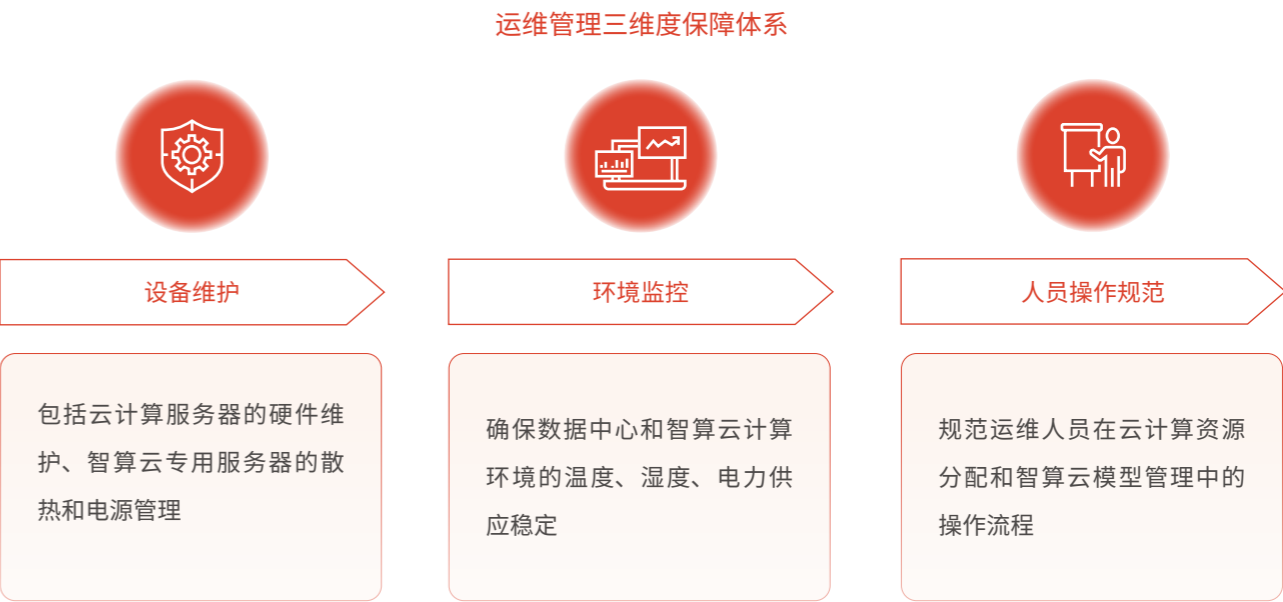 运维管理三维度保障体系
设备维护
包括云计算服务器的硬件维
护、智算云专用服务器的散
热和电源管理
环境监控
确保数据中心和智算云计算
环境的温度、湿度、电力供
应稳定
人员操作规范
规范运维人员在云计算资源
分配和智算云模型管理中的
操作流程